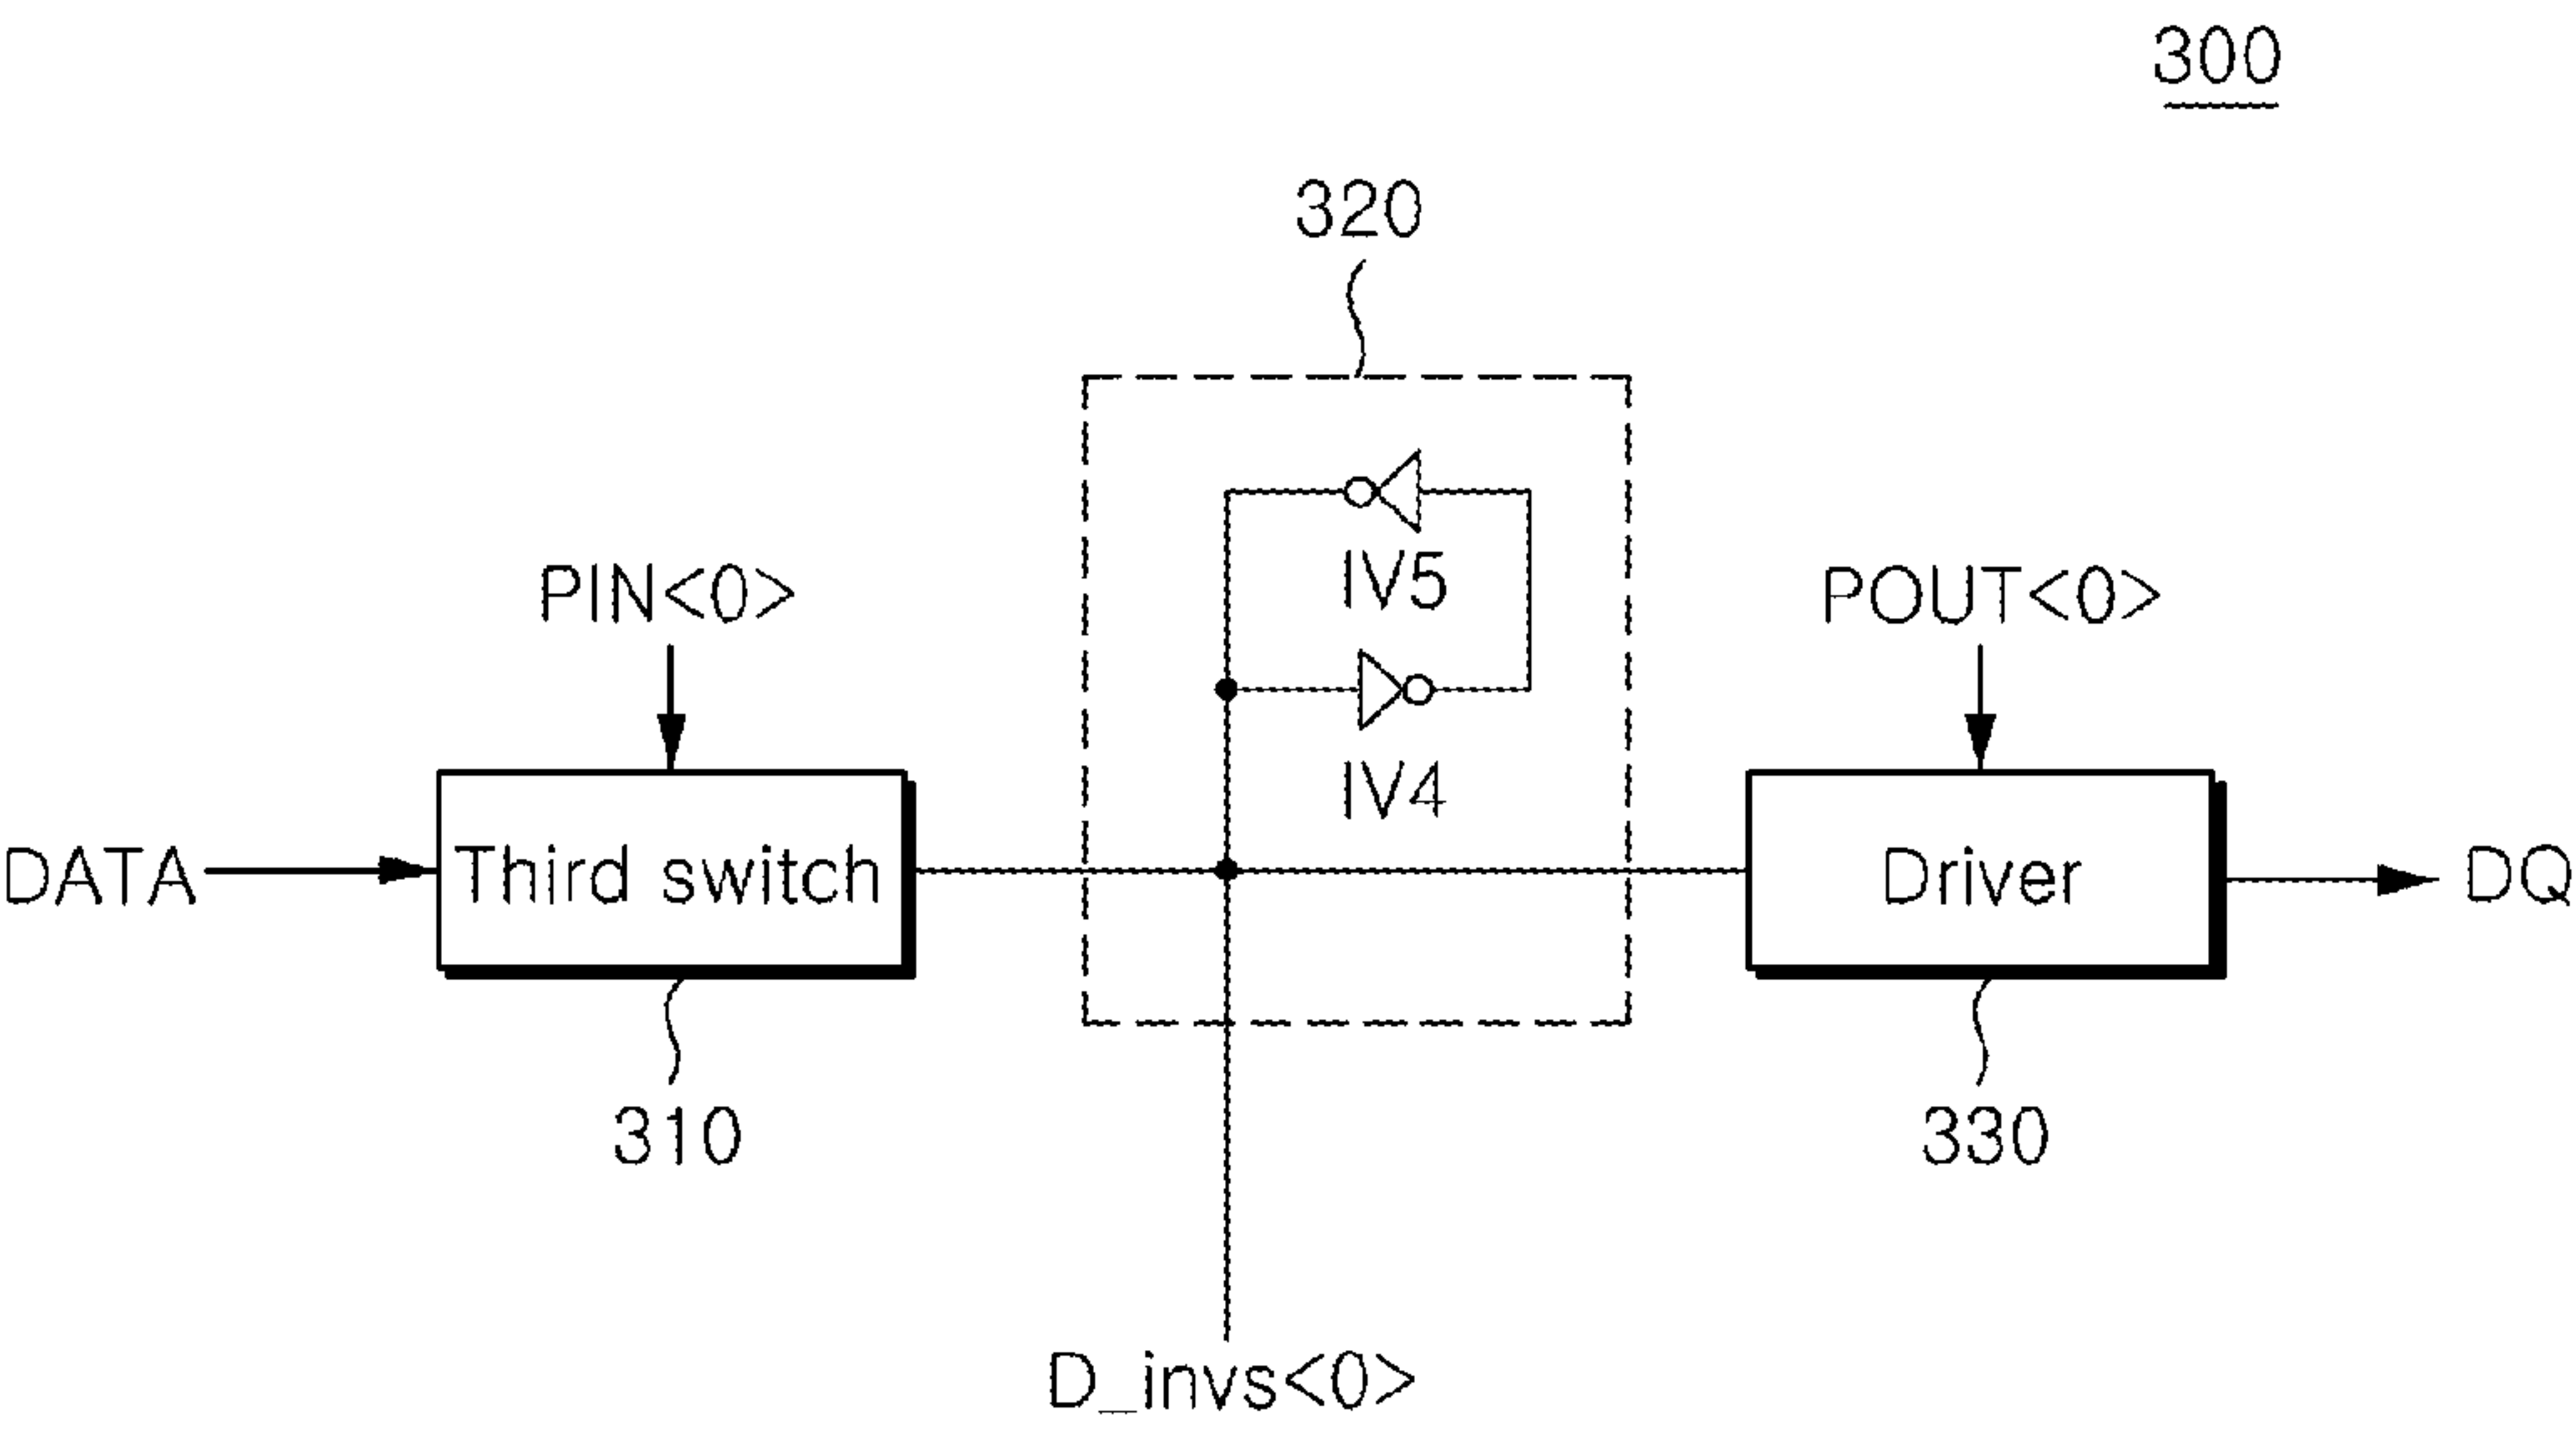 300
320
IV5
PIN<0>
POUT<0>
IV4
DATA
Third switch
Driver
DQ
310
330
D_invs<0>